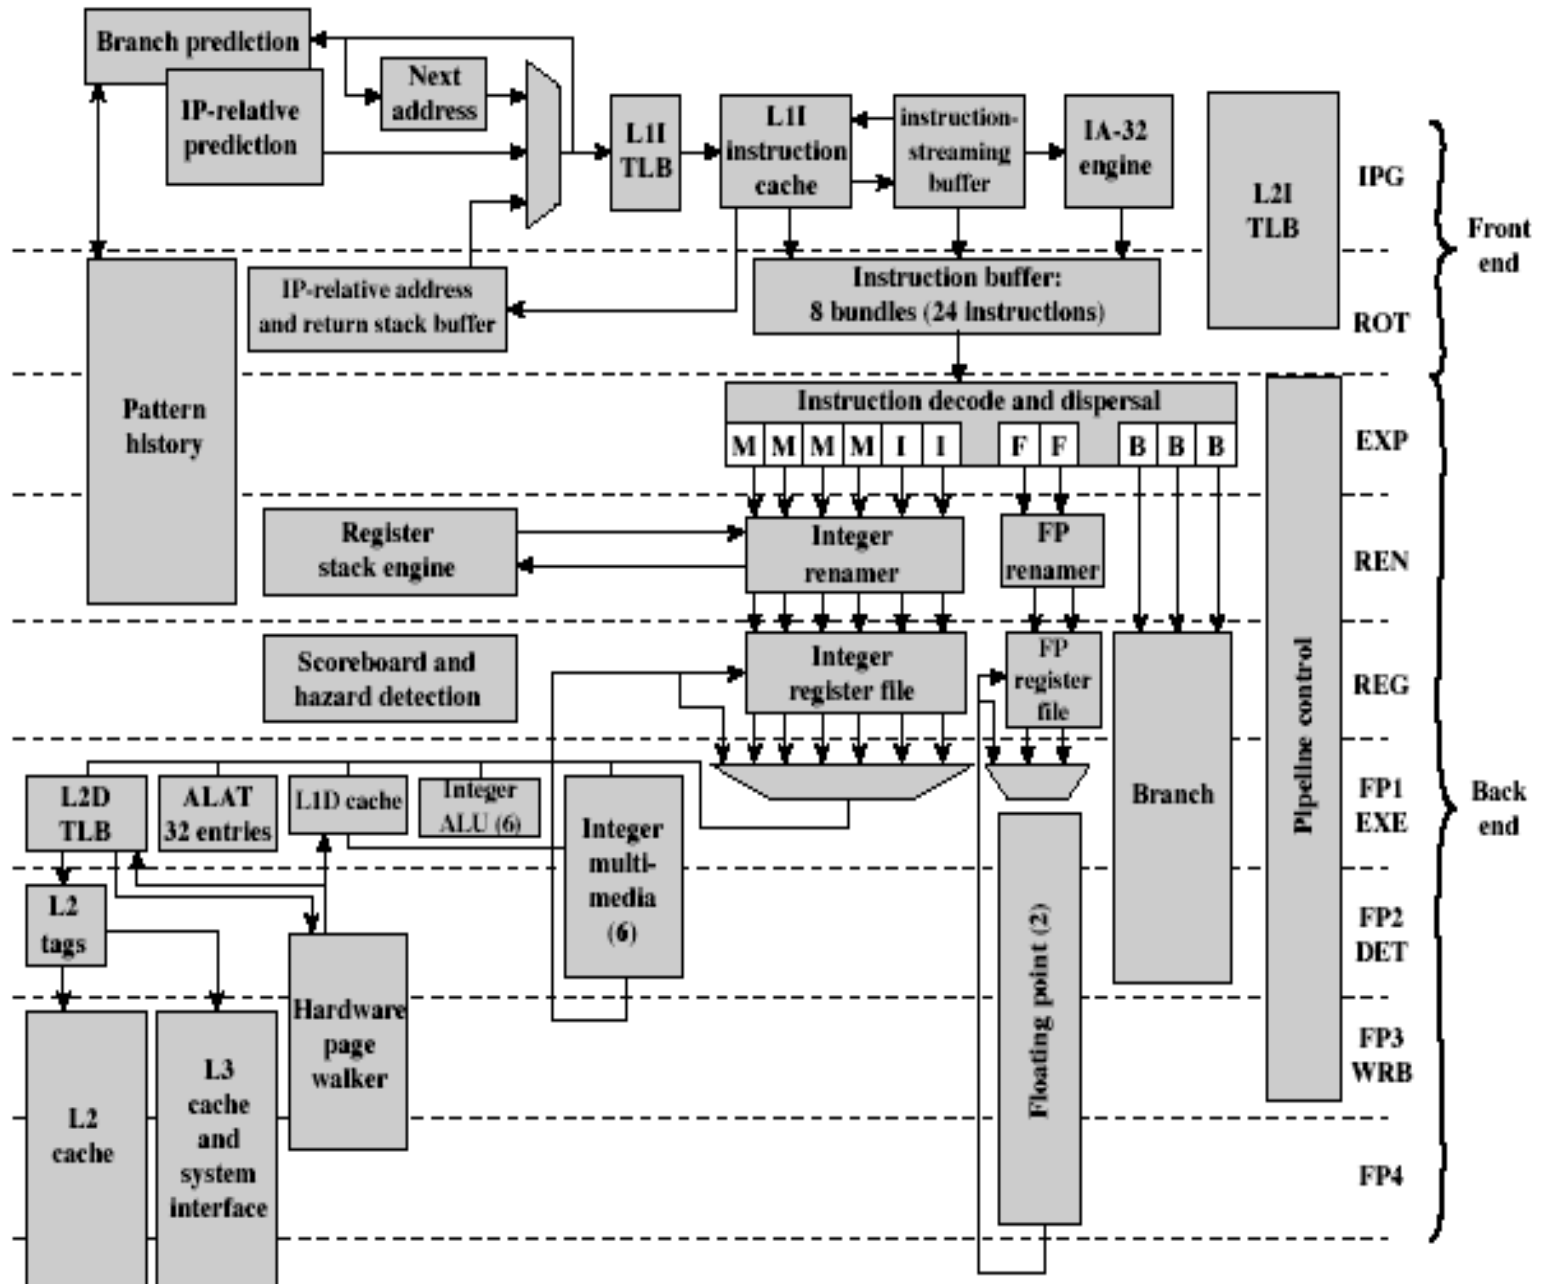 Branch prediction
IP-relative
prediction
Next
address
L1I
TLB
L1I
instruction
cache
instruction-
streaming
buffer
IA-32
engine
L2I
TLB
IPG
Front
end
IP-relative address
and return stack buffer
Instruction buffer:
8 bundles (24 instructions)
ROT
Pattern
history
Instruction decode and dispersal
M M M M I I F F B B B
EXP
Register
stack engine
Integer
renamer
FP
renamer
REN
Scoreboard and
hazard detection
Integer
register file
FP
register
file
REG
Pipeline control
L2D
TLB
ALAT
32 entries
L1D cache
Integer
ALU (6)
Integer
multi-
media
(6)
Branch
FP1
EXE
Back
end
L2
tags
Floating point (2)
FP2
DET
Hardware
page
walker
FP3
WRB
L2
cache
L3
cache
and
system
interface
FP4